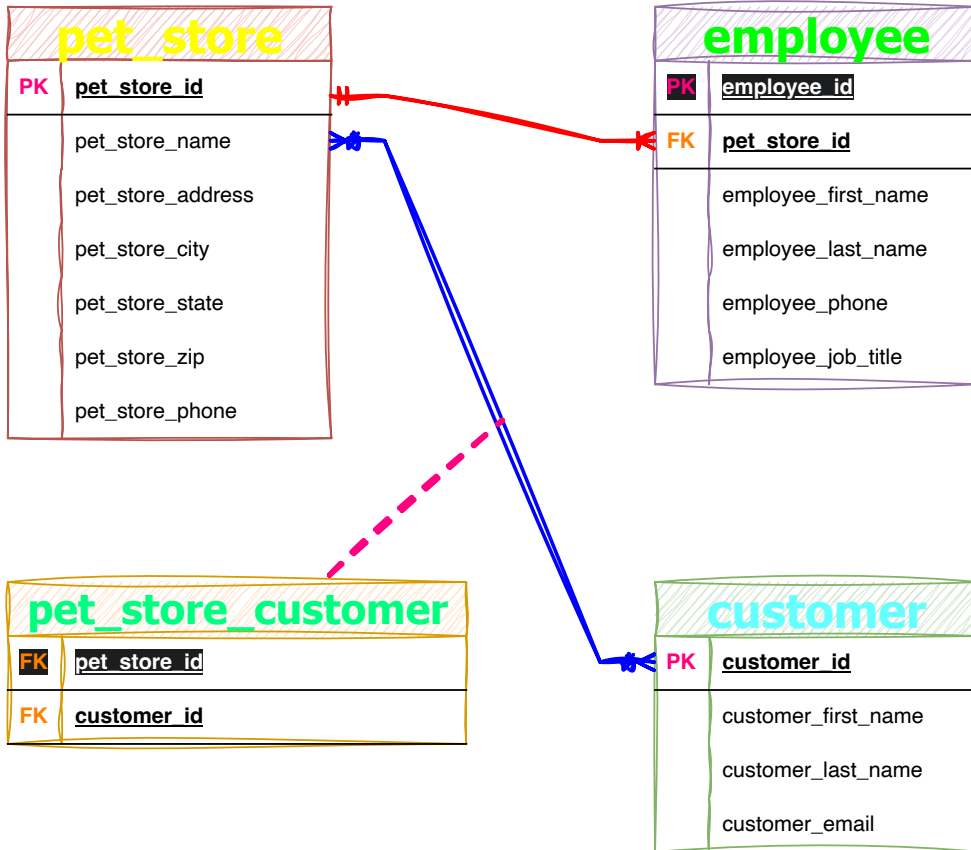 pet_store
PK pet_store_id
pet_store_name
pet_store_address
pet_store_city
pet_store_state
pet_store_zip
pet_store_phone
employee
PK employee_id
FK pet_store_id
employee_first_name
employee_last_name
employee_phone
employee_job_title
pet_store_customer
FK pet_store_id
FK customer_id
customer
PK customer_id
customer_first_name
customer_last_name
customer_email